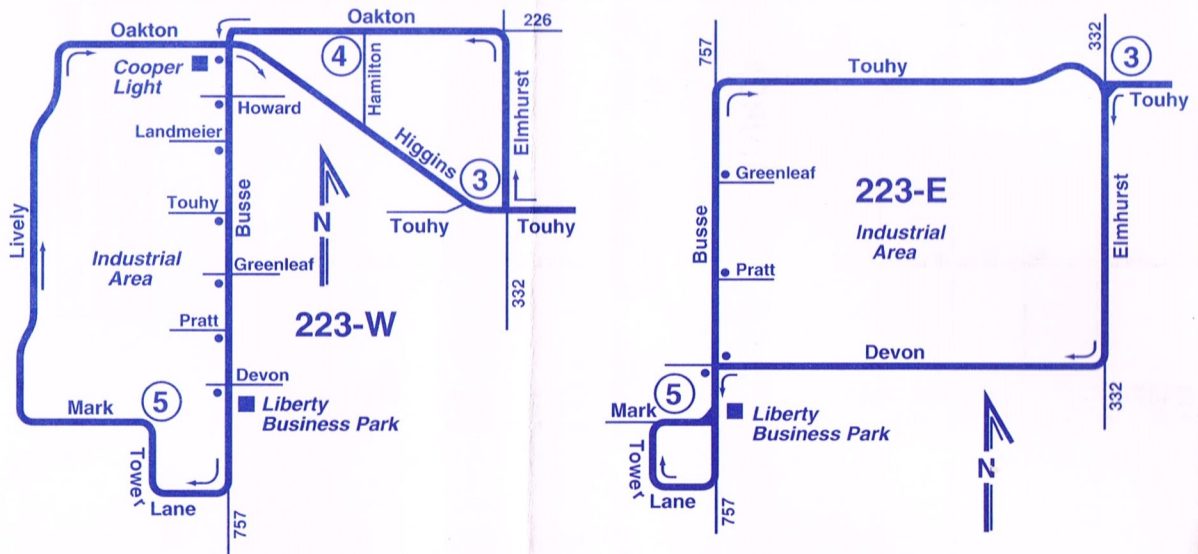 Oakton
Oakton
226
4
Cooper
Light
Hamilton
Howard
Landmeier
Higgins
Elmhurst
3
Touhy
Busse
Touhy
Touhy
N
Lively
Industrial
Area
Greenleaf
332
Pratt
223-W
Devon
Mark
5
Liberty
Business Park
Tower
Lane
757
757
332
3
Touhy
Touhy
Greenleaf
223-E
Industrial
Area
Busse
Elmhurst
Pratt
Devon
5
Mark
Liberty
Business Park
332
Tower
N
Lane
757